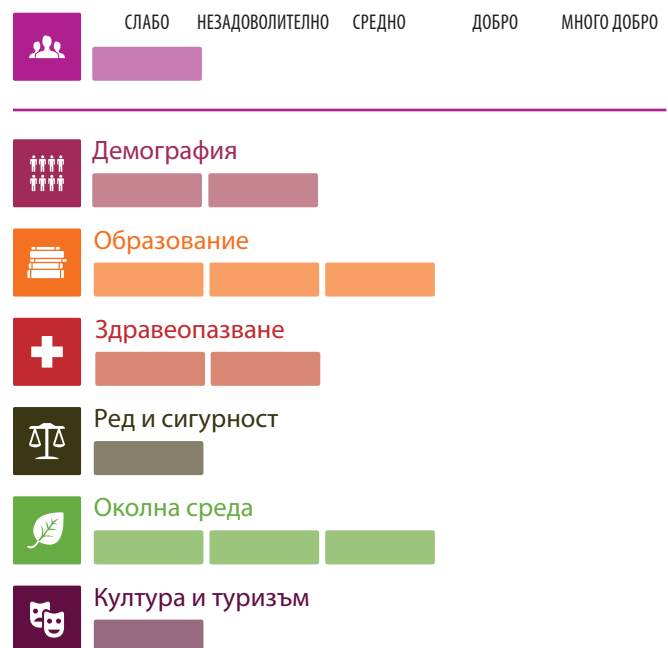 СЛАБО НЕЗАДОВОЛИТЕЛНО СРЕДНО ДОБРО МНОГО ДОБРО
Демография
Образование
Здравеопазване
Ред и сигурност
Околна среда
Култура и туризъм